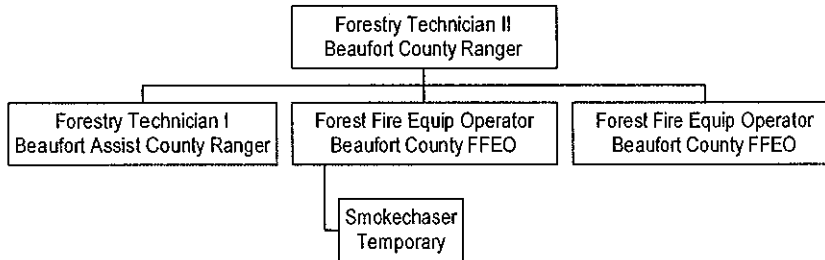 Forestry Technician II
Beaufort County Ranger
Forestry Technician I
Beaufort Assist County Ranger
Forest Fire Equip Operator
Beaufort County FFEO
Forest Fire Equip Operator
Beaufort County FFEO
Smokechaser
Temporary